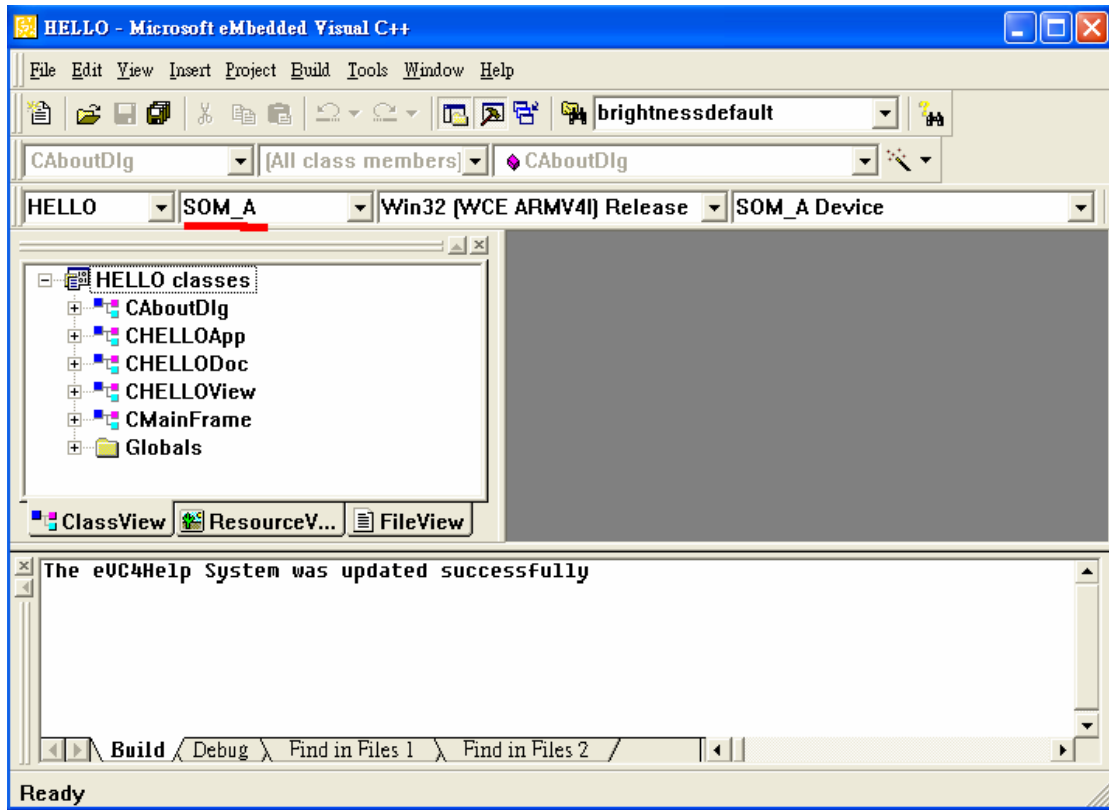 HELLO - Microsoft eMbedded Visual C++
File Edit View Insert Project Build Tools Window Help
brightnessdefault
CAboutDlg [All class members] CAboutDlg
HELLO SOM_A Win32 (WCE ARMV4I) Release SOM_A Device
HELLO classes
CAboutDlg
CHELLOApp
CHELLODoc
CHELLOView
CMainFrame
Globals
ClassView ResourceV... FileView
The eVC4Help System was updated successfully
Build Debug Find in Files 1 Find in Files 2
Ready